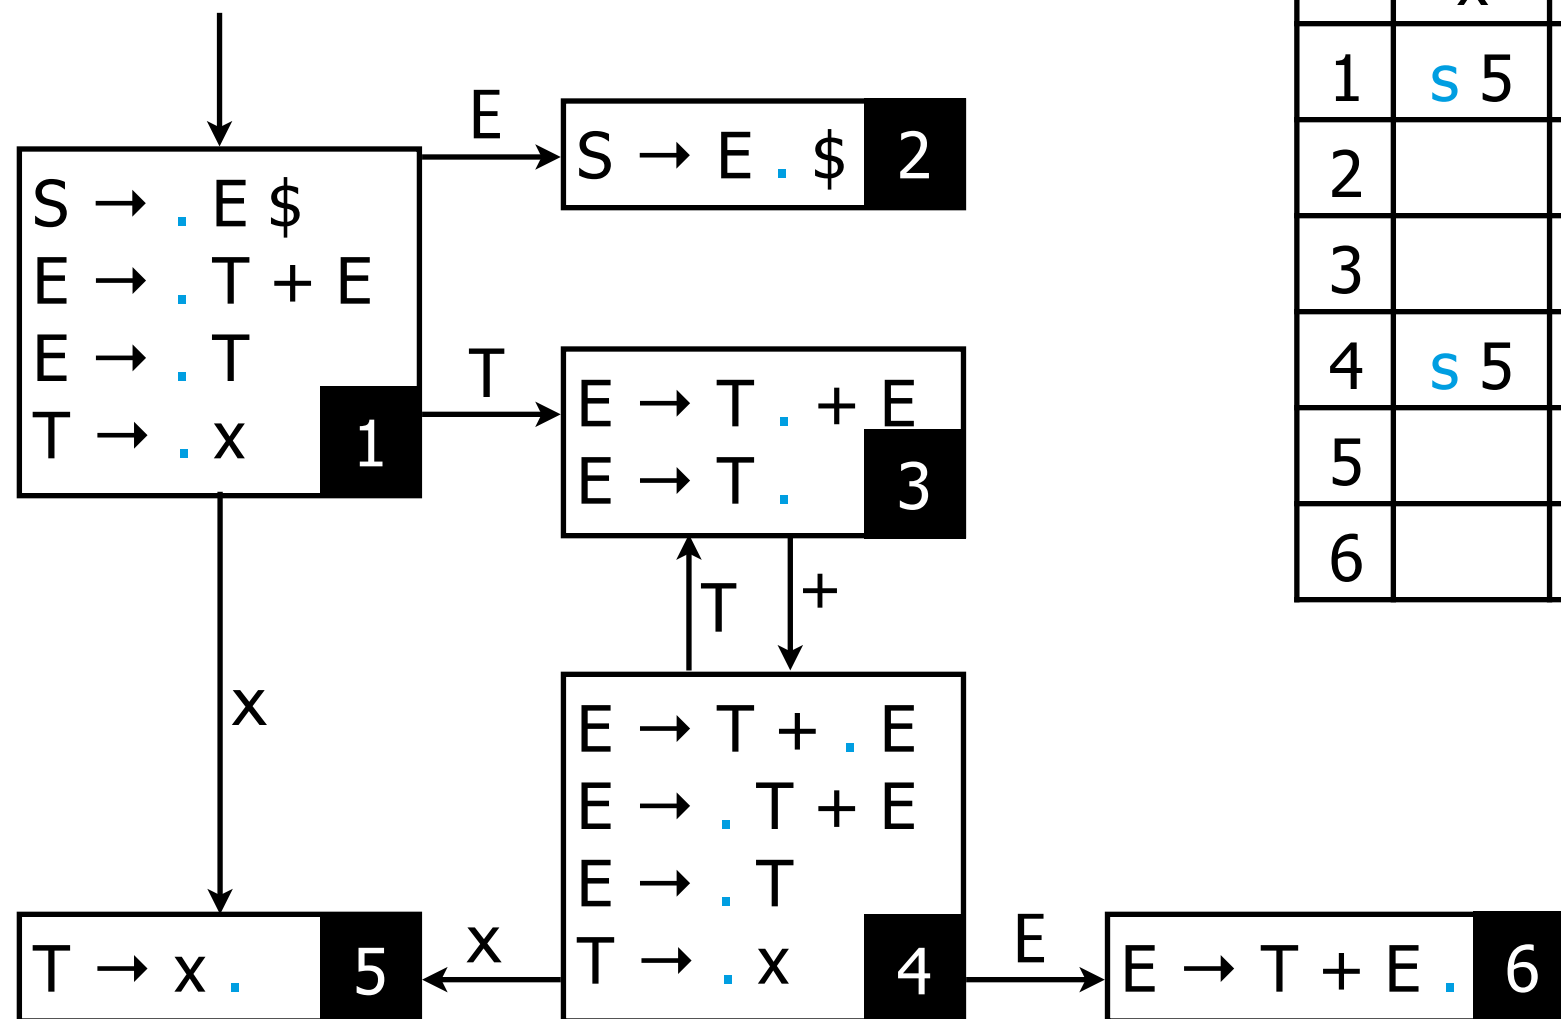 E
S → E . $ 2
S → . E $
E → . T + E
E → . T
T → . x 1
T
E → T . + E
E → T . 3
T +
x
E → T + . E
E → . T + E
E → . T
T → . x 4
x
E
T → x . 5
E → T + E . 6
x
1 s 5
2
3
4 s 5
5
6